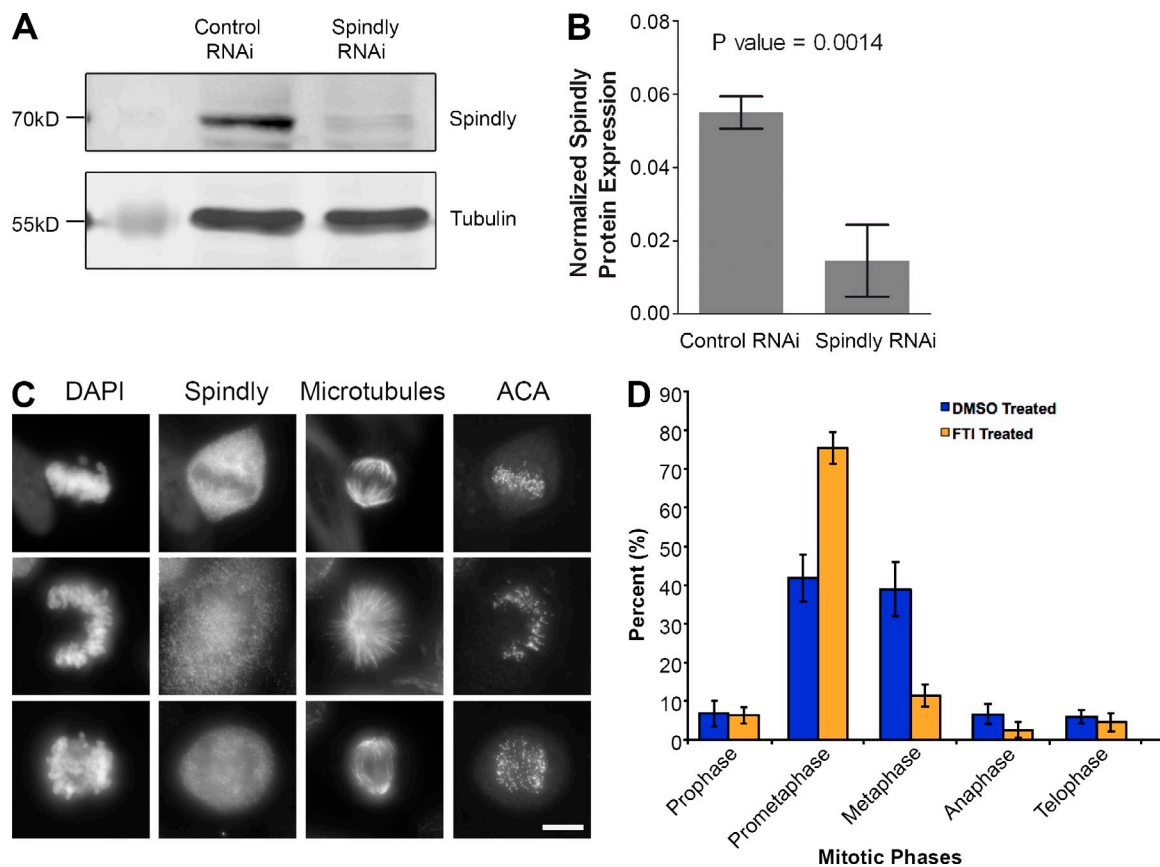 A
Control
RNAi
Spindly
RNAi
70kD
Spindly
55kD
Tubulin
B
P value = 0.0014
Normalized Spindly
Protein Expression
0.08
0.06
0.04
0.02
0.00
Control RNAi
Spindly RNAi
C
DAPI
Spindly
Microtubules
ACA
D
DMSO Treated
FTI Treated
Percent (%)
90
80
70
60
50
40
30
20
10
0
Prophase
Prometaphase
Metaphase
Anaphase
Telophase
Mitotic Phases